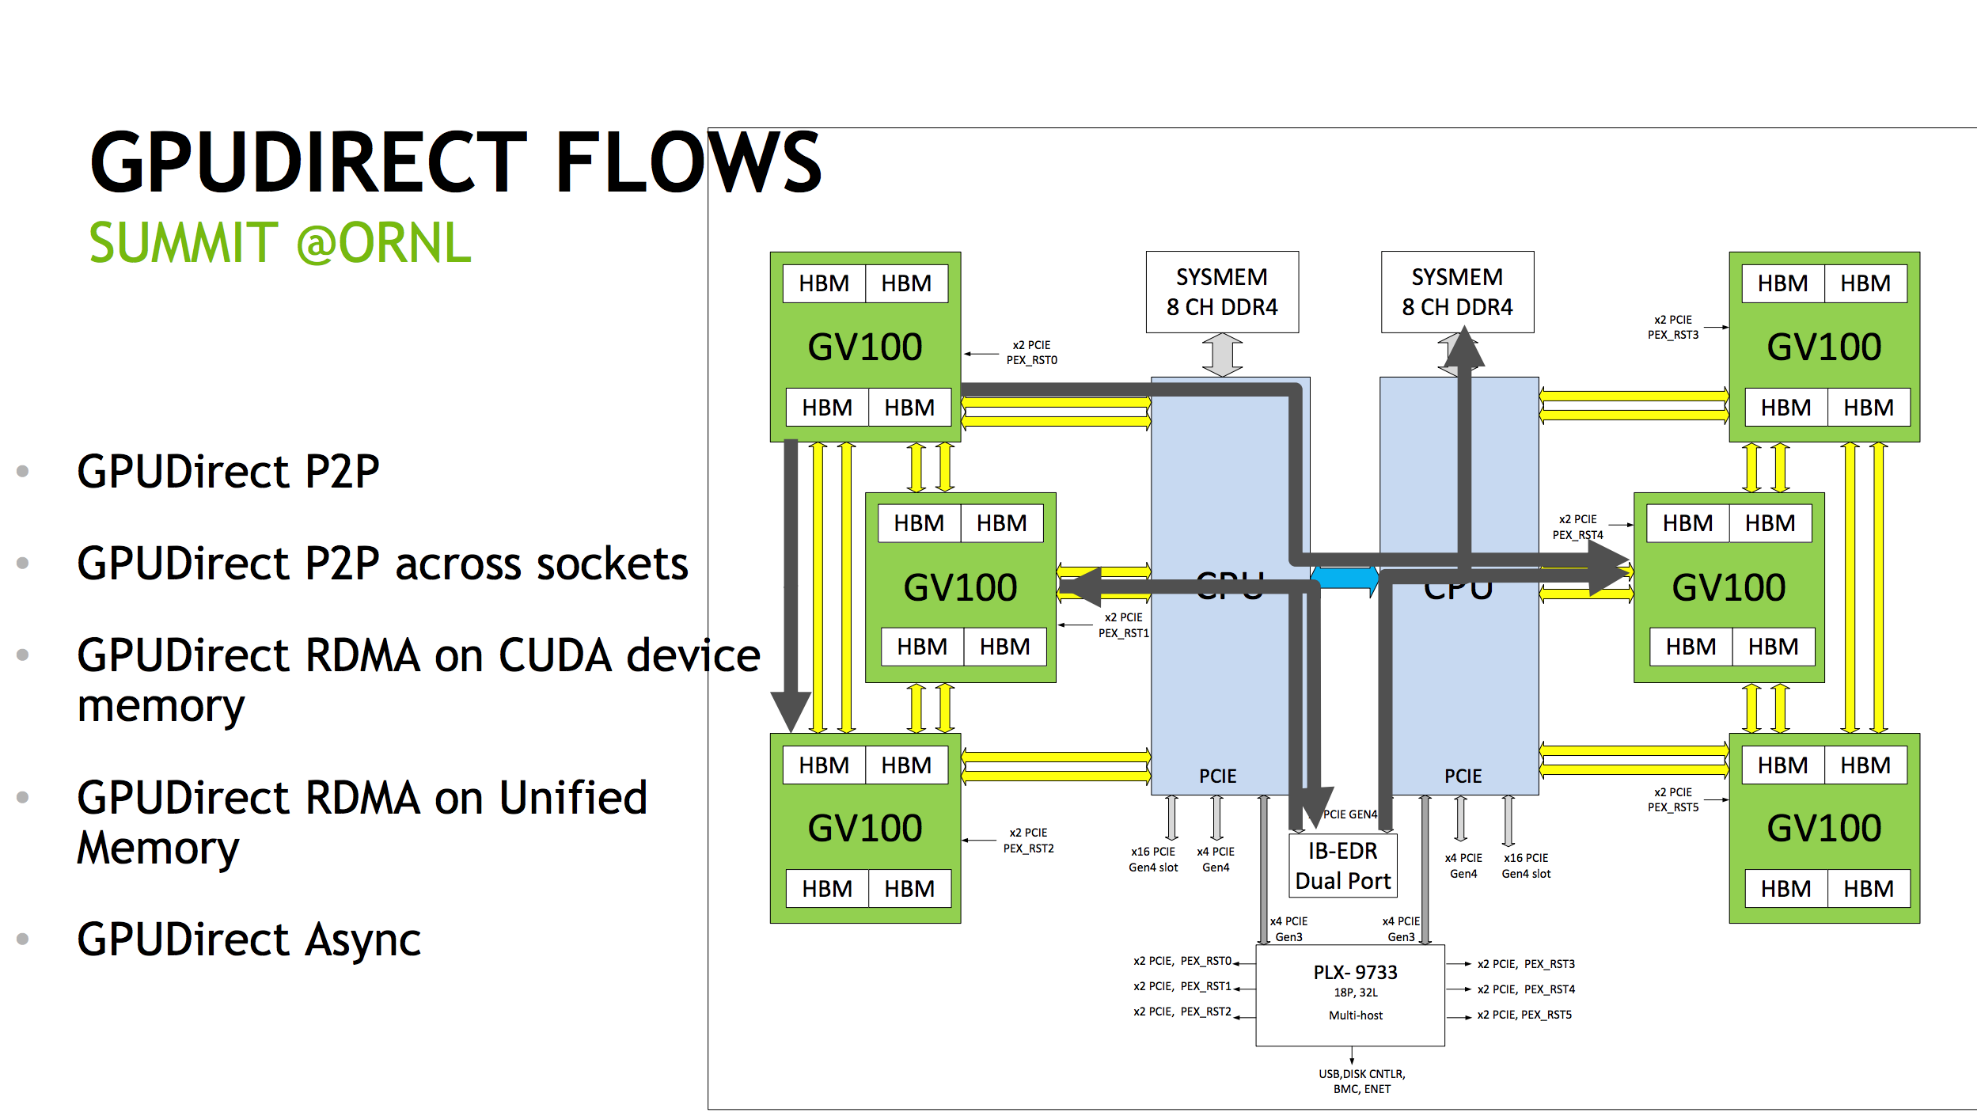 GPUDIRECT FLOWS
SUMMIT @ORNL
• GPUDirect P2P
• GPUDirect P2P across sockets
• GPUDirect RDMA on CUDA device
memory
• GPUDirect RDMA on Unified
Memory
• GPUDirect Async
HBM HBM
GV100
HBM HBM
x2 PCIE
PEX_RST0
HBM HBM
GV100
HBM HBM
x2 PCIE
PEX_RST1
HBM HBM
GV100
HBM HBM
x2 PCIE
PEX_RST2
SYSMEM
8 CH DDR4
SYSMEM
8 CH DDR4
CPU
CPU
PCIE
PCIE
x2 PCIE
PEX_RST3
HBM HBM
GV100
HBM HBM
x2 PCIE
PEX_RST4
HBM HBM
GV100
HBM HBM
x2 PCIE
PEX_RST5
HBM HBM
GV100
HBM HBM
PCIE GEN4
x16 PCIE
Gen4 slot
x4 PCIE
Gen4
IB-EDR
Dual Port
x4 PCIE
Gen4
x16 PCIE
Gen4 slot
x4 PCIE
Gen3
x4 PCIE
Gen3
x2 PCIE, PEX_RST0
x2 PCIE, PEX_RST1
x2 PCIE, PEX_RST2
PLX- 9733
18P, 32L
Multi-host
x2 PCIE, PEX_RST3
x2 PCIE, PEX_RST4
x2 PCIE, PEX_RST5
USB,DISK CNTLR,
BMC, ENET